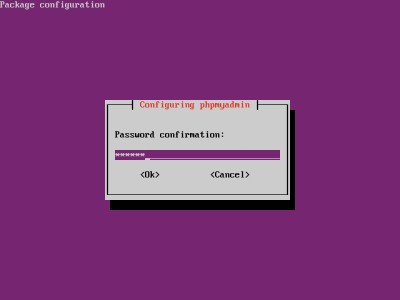 Package configuration
Configuring phpmyadmin
Password confirmation:
******
<Ok> <Cancel>